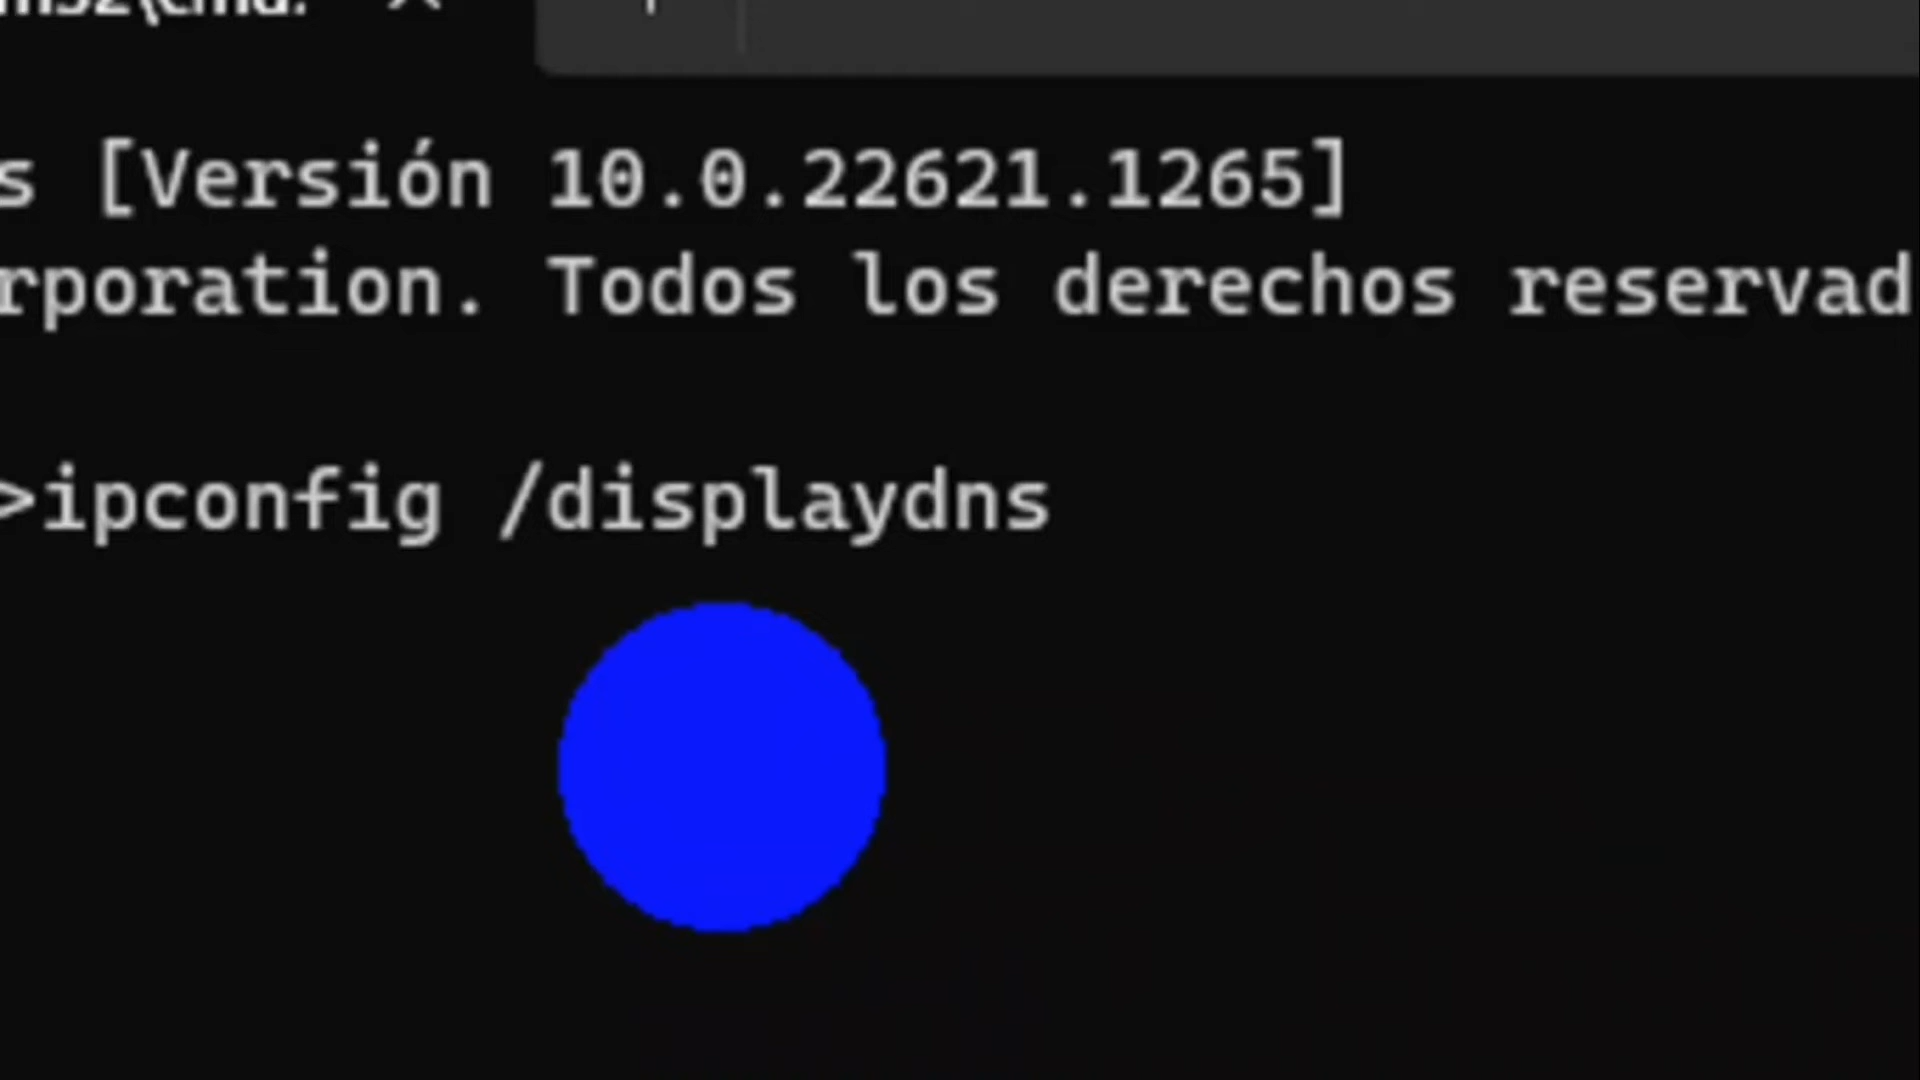 s [Versión 10.0.22621.1265]
rporation. Todos los derechos reservad
>ipconfig /displaydns